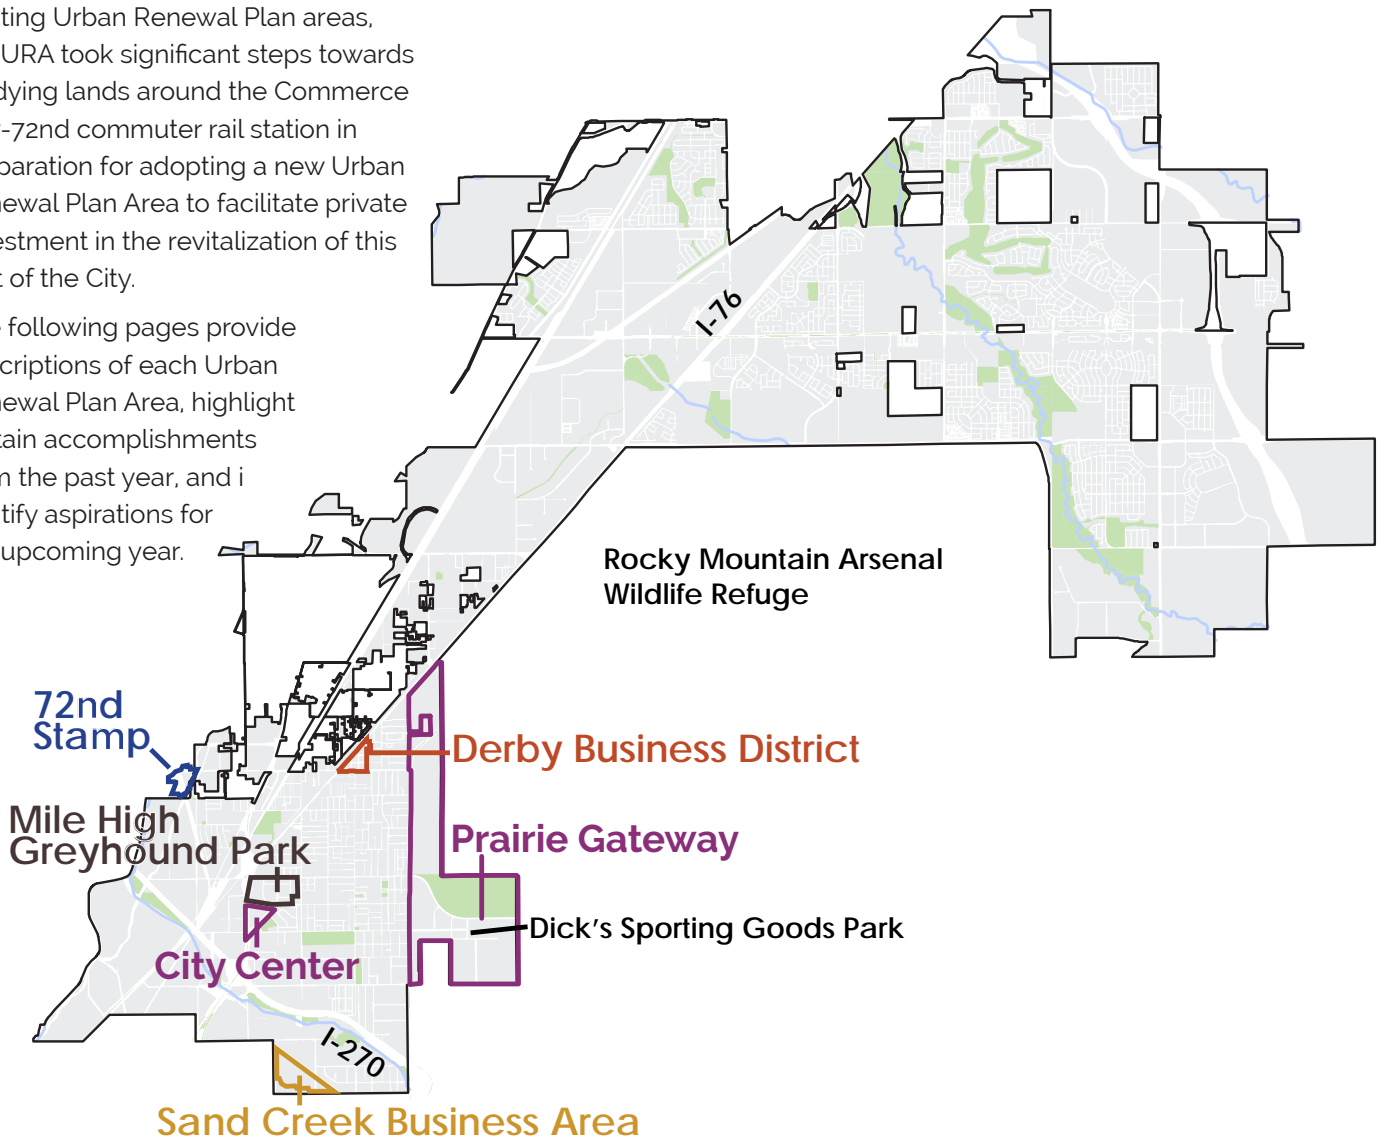 ting Urban Renewal Plan areas,
URA took significant steps towards
dying lands around the Commerce
-72nd commuter rail station in
paration for adopting a new Urban
newal Plan Area to facilitate private
estment in the revitalization of this
t of the City.
following pages provide
criptions of each Urban
newal Plan Area, highlight
tain accomplishments
m the past year, and i
tify aspirations for
upcoming year.
I-76
Rocky Mountain Arsenal
Wildlife Refuge
72nd
Stamp
Derby Business District
Mile High
Greyhound Park
Prairie Gateway
Dick's Sporting Goods Park
City Center
I-270
Sand Creek Business Area